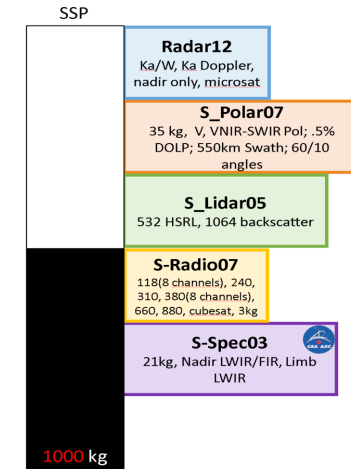 SSP
Radar12
Ka/W, Ka Doppler,
nadir only, microsat
S_Polar07
35 kg, V, VNIR-SWIR Pol; .5%
DOLP; 550km Swath; 60/10
angles
S_Lidar05
532 HSRL, 1064 backscatter
S-Radio07
118(8 channels), 240,
310, 380(8 channels),
660, 880, cubesat, 3kg
S-Spec03
CSA ASC
21kg, Nadir LWIR/FIR, Limb
LWIR
1000 kg